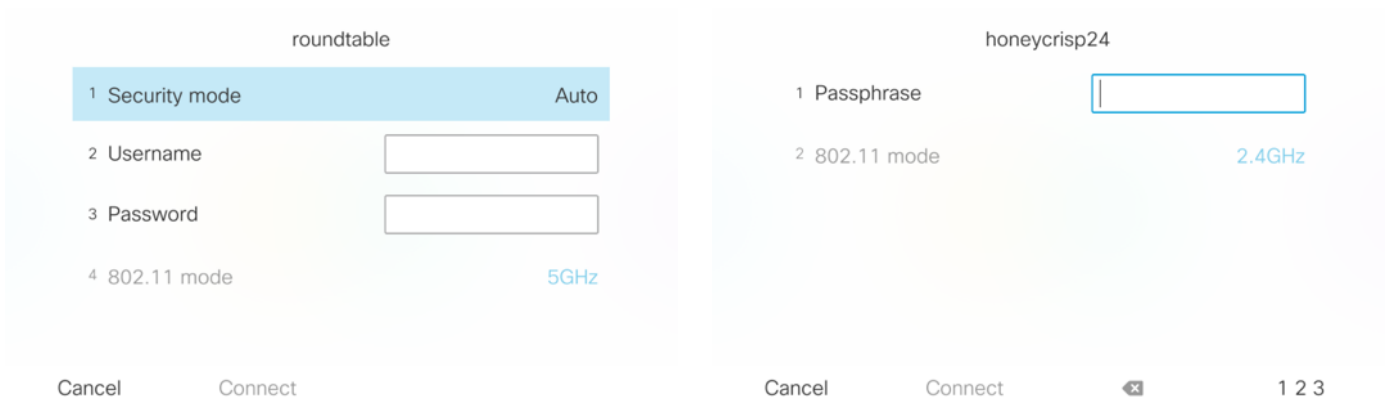 roundtable
1 Security mode Auto
2 Username
3 Password
4 802.11 mode 5GHz
Cancel Connect
honeycrisp24
1 Passphrase
2 802.11 mode 2.4GHz
Cancel Connect 1 2 3